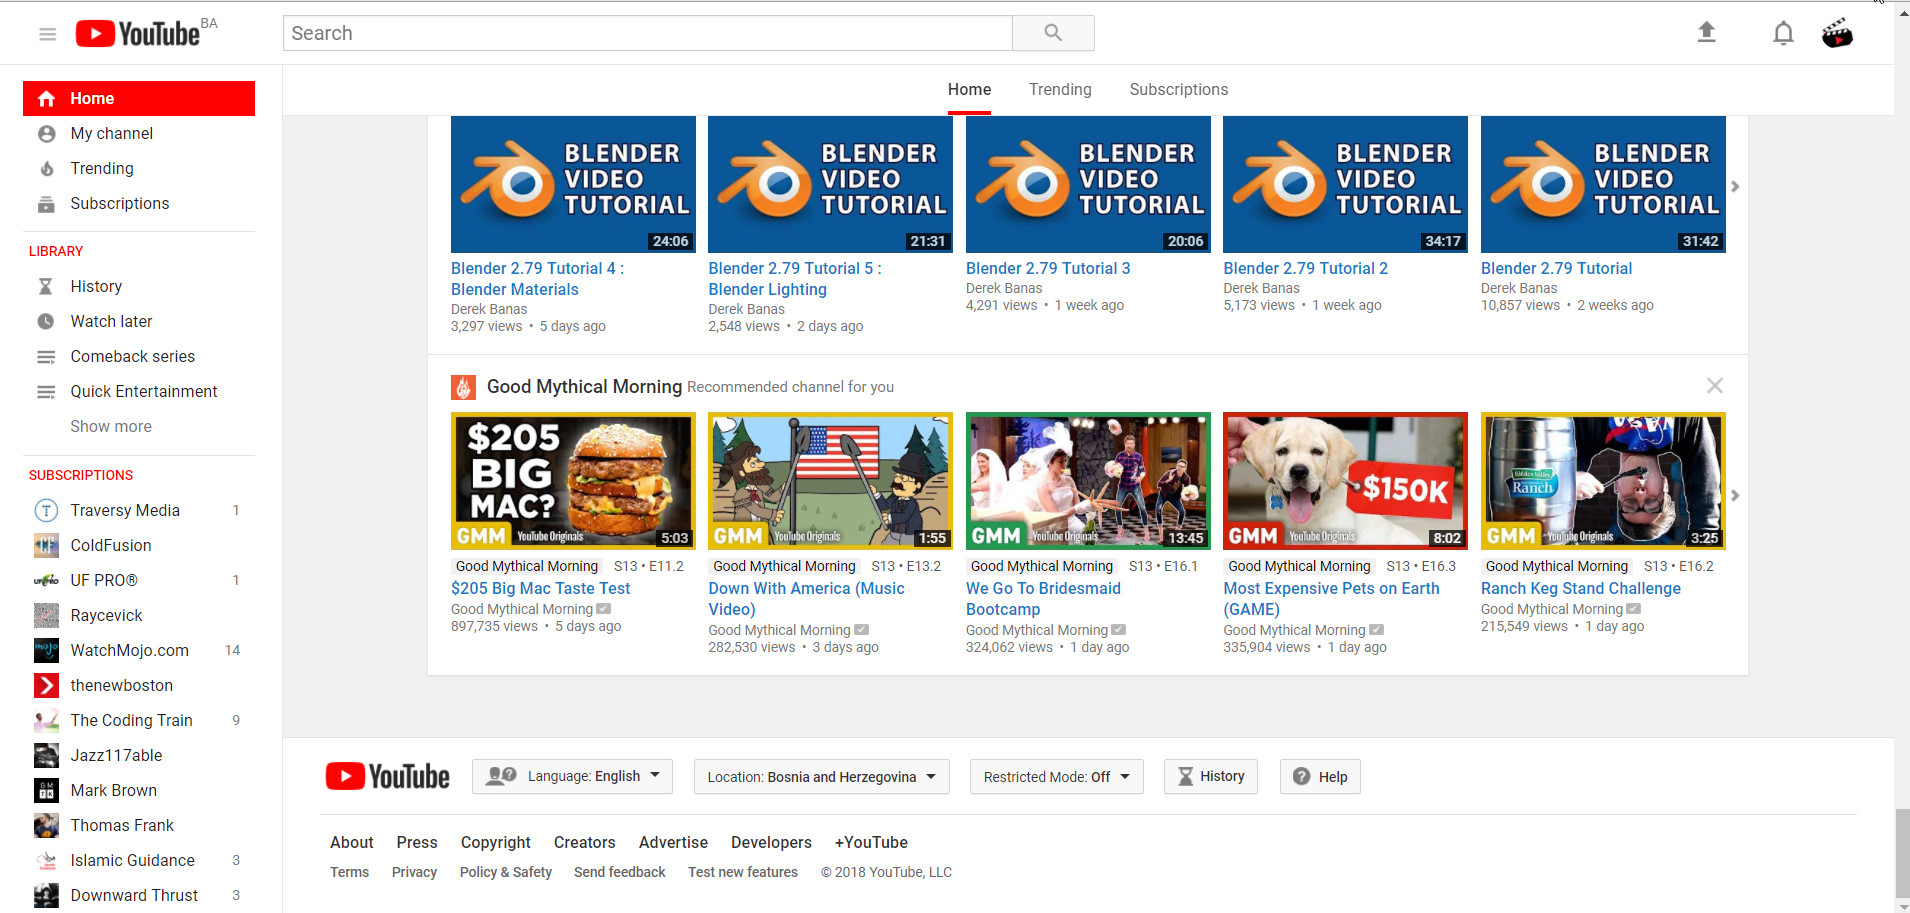 YouTube BA
Search
Home
My channel
Trending
Subscriptions
LIBRARY
History
Watch later
Comeback series
Quick Entertainment
Show more
SUBSCRIPTIONS
Traversy Media 1
ColdFusion
UF PRO® 1
Raycevick
WatchMojo.com 14
thenewboston
The Coding Train 9
Jazz117able
Mark Brown
Thomas Frank
Islamic Guidance 3
Downward Thrust 3
Home Trending Subscriptions
BLENDER
VIDEO
TUTORIAL
24:06
Blender 2.79 Tutorial 4 :
Blender Materials
Derek Banas
3,297 views • 5 days ago
BLENDER
VIDEO
TUTORIAL
21:31
Blender 2.79 Tutorial 5 :
Blender Lighting
Derek Banas
2,548 views • 2 days ago
BLENDER
VIDEO
TUTORIAL
20:06
Blender 2.79 Tutorial 3
Derek Banas
4,291 views • 1 week ago
BLENDER
VIDEO
TUTORIAL
34:17
Blender 2.79 Tutorial 2
Derek Banas
5,173 views • 1 week ago
BLENDER
VIDEO
TUTORIAL
31:42
Blender 2.79 Tutorial
Derek Banas
10,857 views • 2 weeks ago
Good Mythical Morning Recommended channel for you
$205
BIG
MAC?
GMM YouTube Originals 5:03
Good Mythical Morning S13 • E11.2
$205 Big Mac Taste Test
Good Mythical Morning
897,735 views • 5 days ago
GMM YouTube Originals 1:55
Good Mythical Morning S13 • E13.2
Down With America (Music
Video)
Good Mythical Morning
282,530 views • 3 days ago
GMM YouTube Originals 13:45
Good Mythical Morning S13 • E16.1
We Go To Bridesmaid
Bootcamp
Good Mythical Morning
324,062 views • 1 day ago
$150K
GMM YouTube Originals 8:02
Good Mythical Morning S13 • E16.3
Most Expensive Pets on Earth
(GAME)
Good Mythical Morning
335,904 views • 1 day ago
Hidden Valley
Ranch
GMM YouTube Originals 3:25
Good Mythical Morning S13 • E16.2
Ranch Keg Stand Challenge
Good Mythical Morning
215,549 views • 1 day ago
YouTube Language: English Location: Bosnia and Herzegovina Restricted Mode: Off History Help
About Press Copyright Creators Advertise Developers +YouTube
Terms Privacy Policy & Safety Send feedback Test new features © 2018 YouTube, LLC